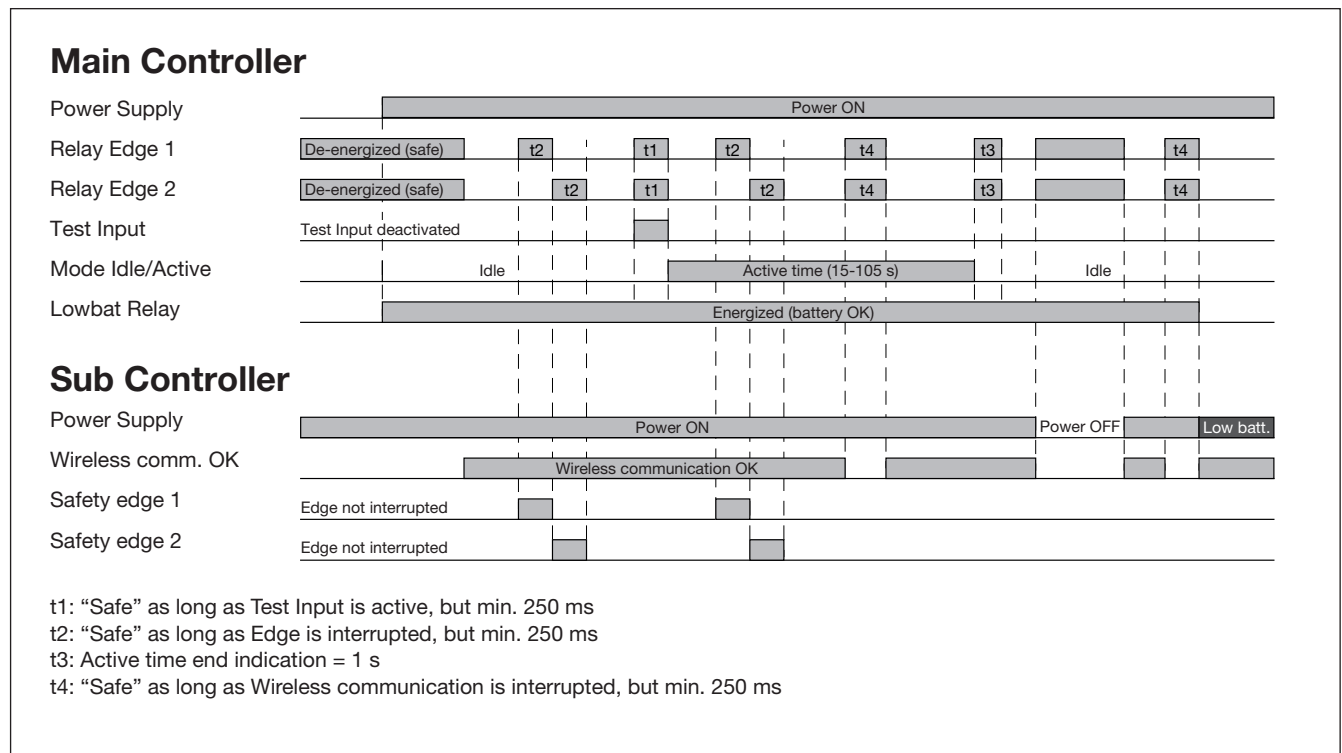 Main Controller
Power Supply Power ON
Relay Edge 1 De-energized (safe) t2 t1 t2 t4 t3 t4
Relay Edge 2 De-energized (safe) t2 t1 t2 t4 t3 t4
Test Input Test Input deactivated
Mode Idle/Active Idle Active time (15-105 s) Idle
Lowbat Relay Energized (battery OK)
Sub Controller
Power Supply Power ON Power OFF Low batt.
Wireless comm. OK Wireless communication OK
Safety edge 1 Edge not interrupted
Safety edge 2 Edge not interrupted
t1: “Safe” as long as Test Input is active, but min. 250 ms
t2: “Safe” as long as Edge is interrupted, but min. 250 ms
t3: Active time end indication = 1 s
t4: “Safe” as long as Wireless communication is interrupted, but min. 250 ms